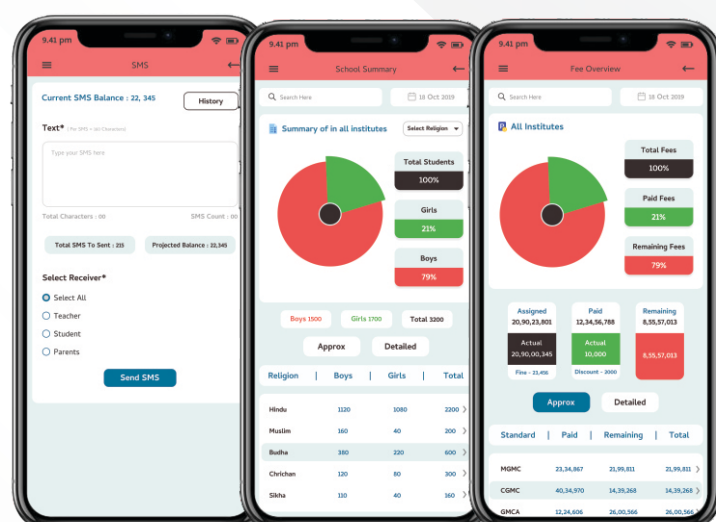 9.41 pm
SMS
Current SMS Balance : 22, 345
History
Text* ( Per SMS = 160 Characters)
Type your SMS here
Total Characters : 00
SMS Count : 00
Total SMS To Sent : 235
Projected Balance : 22,345
Select Receiver*
Select All
Teacher
Student
Parents
Send SMS
9.41 pm
School Summary
Search Here
18 Oct 2019
Summary of in all institutes
Select Religion
Total Students
100%
Girls
21%
Boys
79%
Boys 1500
Girls 1700
Total 3200
Approx
Detailed
Religion | Boys | Girls | Total
Hindu 1120 1080 2200 >
Muslim 160 40 200 >
Budha 380 220 600 >
Chrichan 120 80 300 >
Sikha 110 40 160 >
9.41 pm
Fee Overview
Search Here
18 Oct 2019
All Institutes
Total Fees
100%
Paid Fees
21%
Remaining Fees
79%
Assigned
20,90,23,801
Actual
20,90,00,345
Fins - 23,456
Paid
12,34,56,788
Actual
10,000
Discount - 3000
Remaining
8,55,57,013
8,55,57,013
Approx
Detailed
Standard | Paid | Remaining | Total
MGMC 23,34,867 21,99,811 21,99,811 >
CGMC 40,34,970 14,39,268 14,39,268 >
GMCA 12,24,606 26,00,566 26,00,566 >